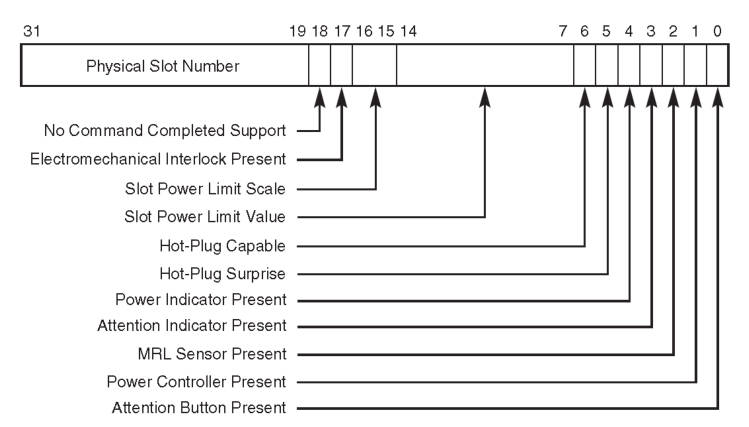 31 19 18 17 16 15 14 7 6 5 4 3 2 1 0
Physical Slot Number
No Command Completed Support
Electromechanical Interlock Present
Slot Power Limit Scale
Slot Power Limit Value
Hot-Plug Capable
Hot-Plug Surprise
Power Indicator Present
Attention Indicator Present
MRL Sensor Present
Power Controller Present
Attention Button Present